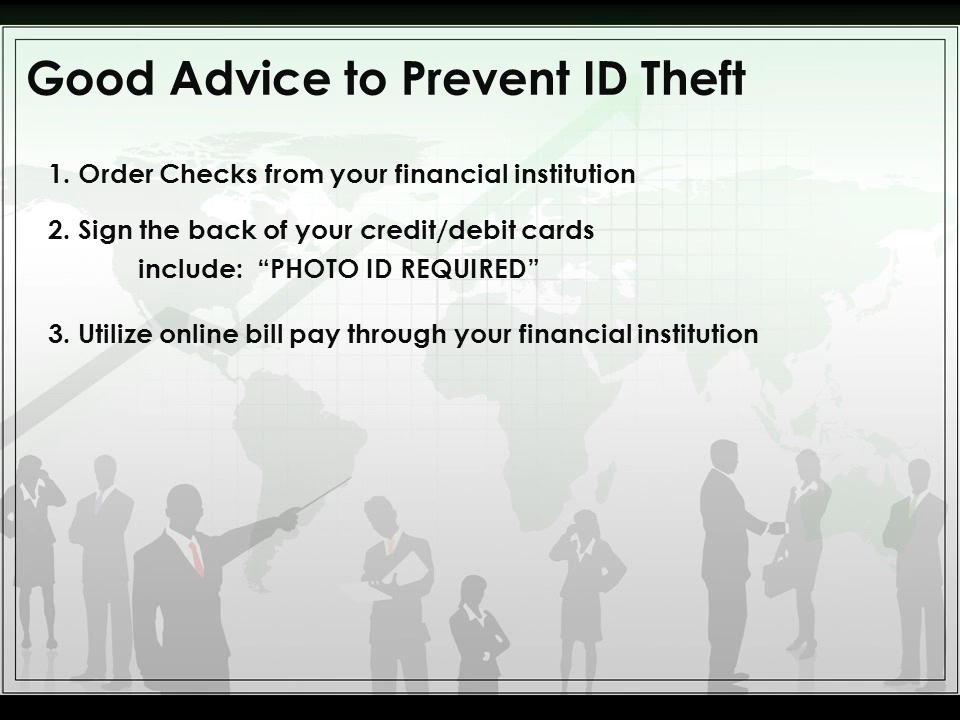 Good Advice to Prevent ID Theft
1. Order Checks from your financial institution
2. Sign the back of your credit/debit cards
include: “PHOTO ID REQUIRED”
3. Utilize online bill pay through your financial institution